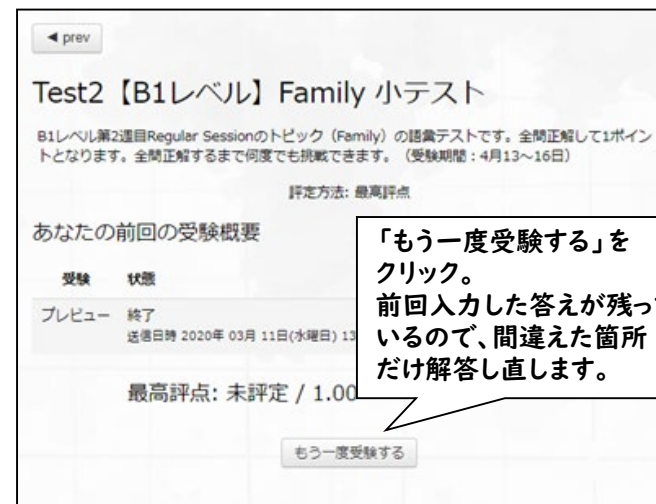 ◄ prev
Test2【B1レベル】Family 小テスト
B1レベル第2週目Regular Sessionのトピック（Family）の語彙テストです。全問正解して1ポイン
トとなります。全問正解するまで何度でも挑戦できます。（受験期間：4月13～16日）
評定方法: 最高評点
あなたの前回の受験概要
受験 状態
プレビュー 終了
送信日時 2020年 03月 11日(水曜日) 13
最高評点: 未評定 / 1.00
「もう一度受験する」を
クリック。
前回入力した答えが残って
いるので、間違えた箇所
だけ解答し直します。
もう一度受験する